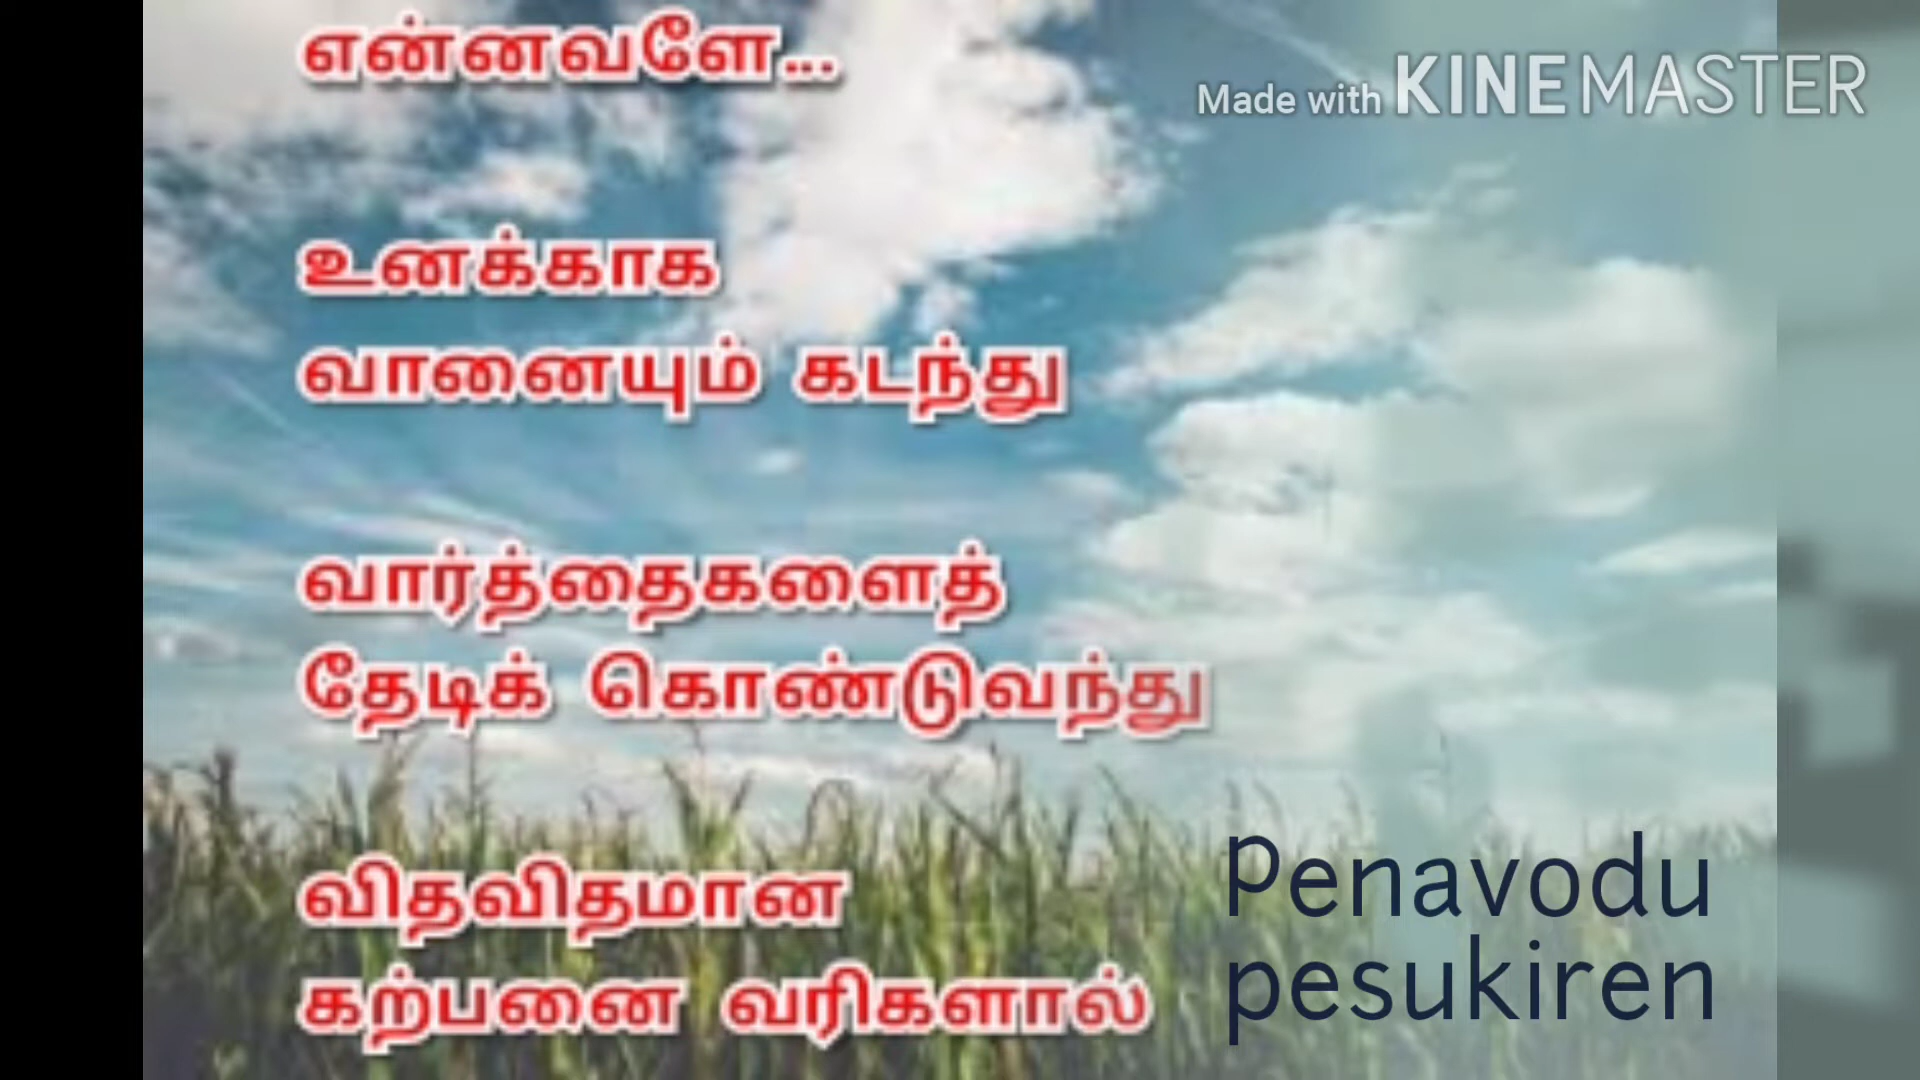 என்னவளே...
Made with KINEMASTER
உனக்காக
வானையும் கடந்து
வார்த்தைகளைத்
தேடிக் கொண்டுவந்து
விதவிதமான
கற்பனை வரிகளால்
Penavodu
pesukiren